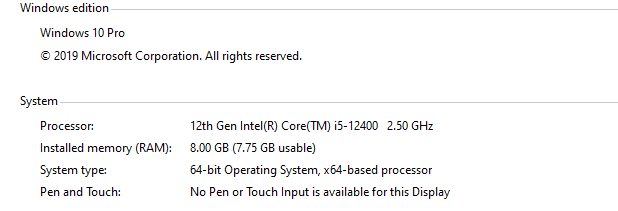 Windows edition
Windows 10 Pro
© 2019 Microsoft Corporation. All rights reserved.
System
Processor: 12th Gen Intel(R) Core(TM) i5-12400 2.50 GHz
Installed memory (RAM): 8.00 GB (7.75 GB usable)
System type: 64-bit Operating System, x64-based processor
Pen and Touch: No Pen or Touch Input is available for this Display